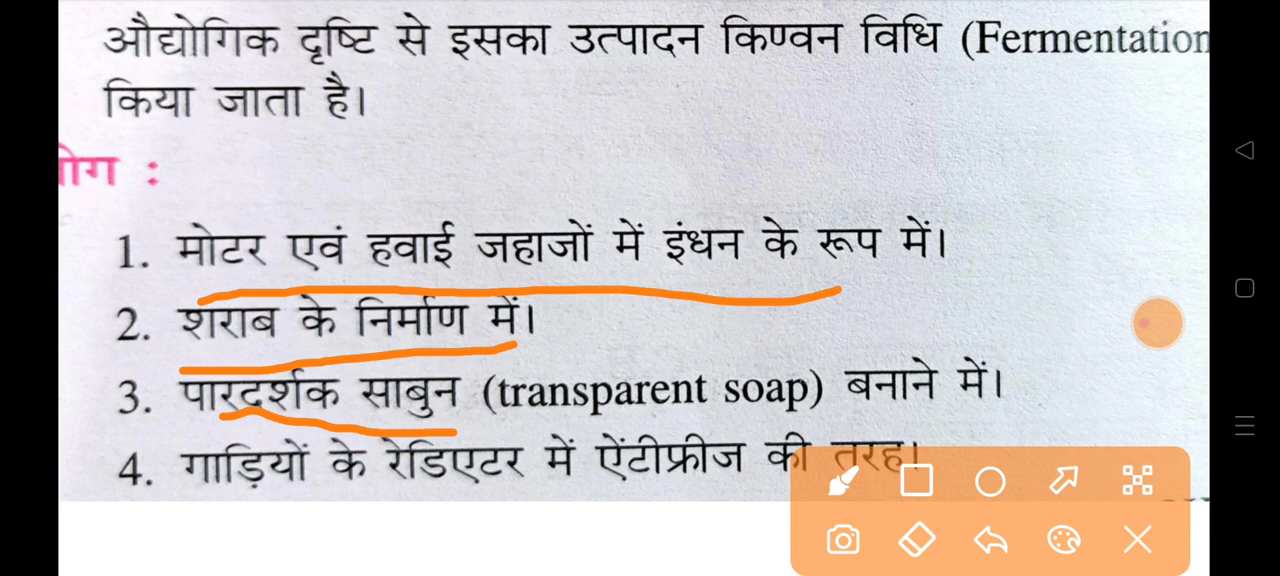 औद्योगिक दृष्टि से इसका उत्पादन किण्वन विधि (Fermentation
किया जाता है।
योग :
1. मोटर एवं हवाई जहाजों में इंधन के रूप में।
2. शराब के निर्माण में।
3. पारदर्शक साबुन (transparent soap) बनाने में।
4. गाड़ियों के रेडिएटर में ऐंटीफ्रीज की तरह।